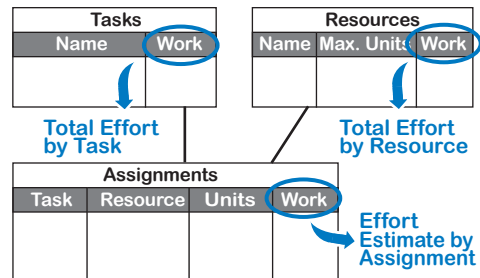 Tasks
Name Work
Total Effort
by Task
Resources
Name Max. Units Work
Total Effort
by Resource
Assignments
Task Resource Units Work
Effort
Estimate by
Assignment